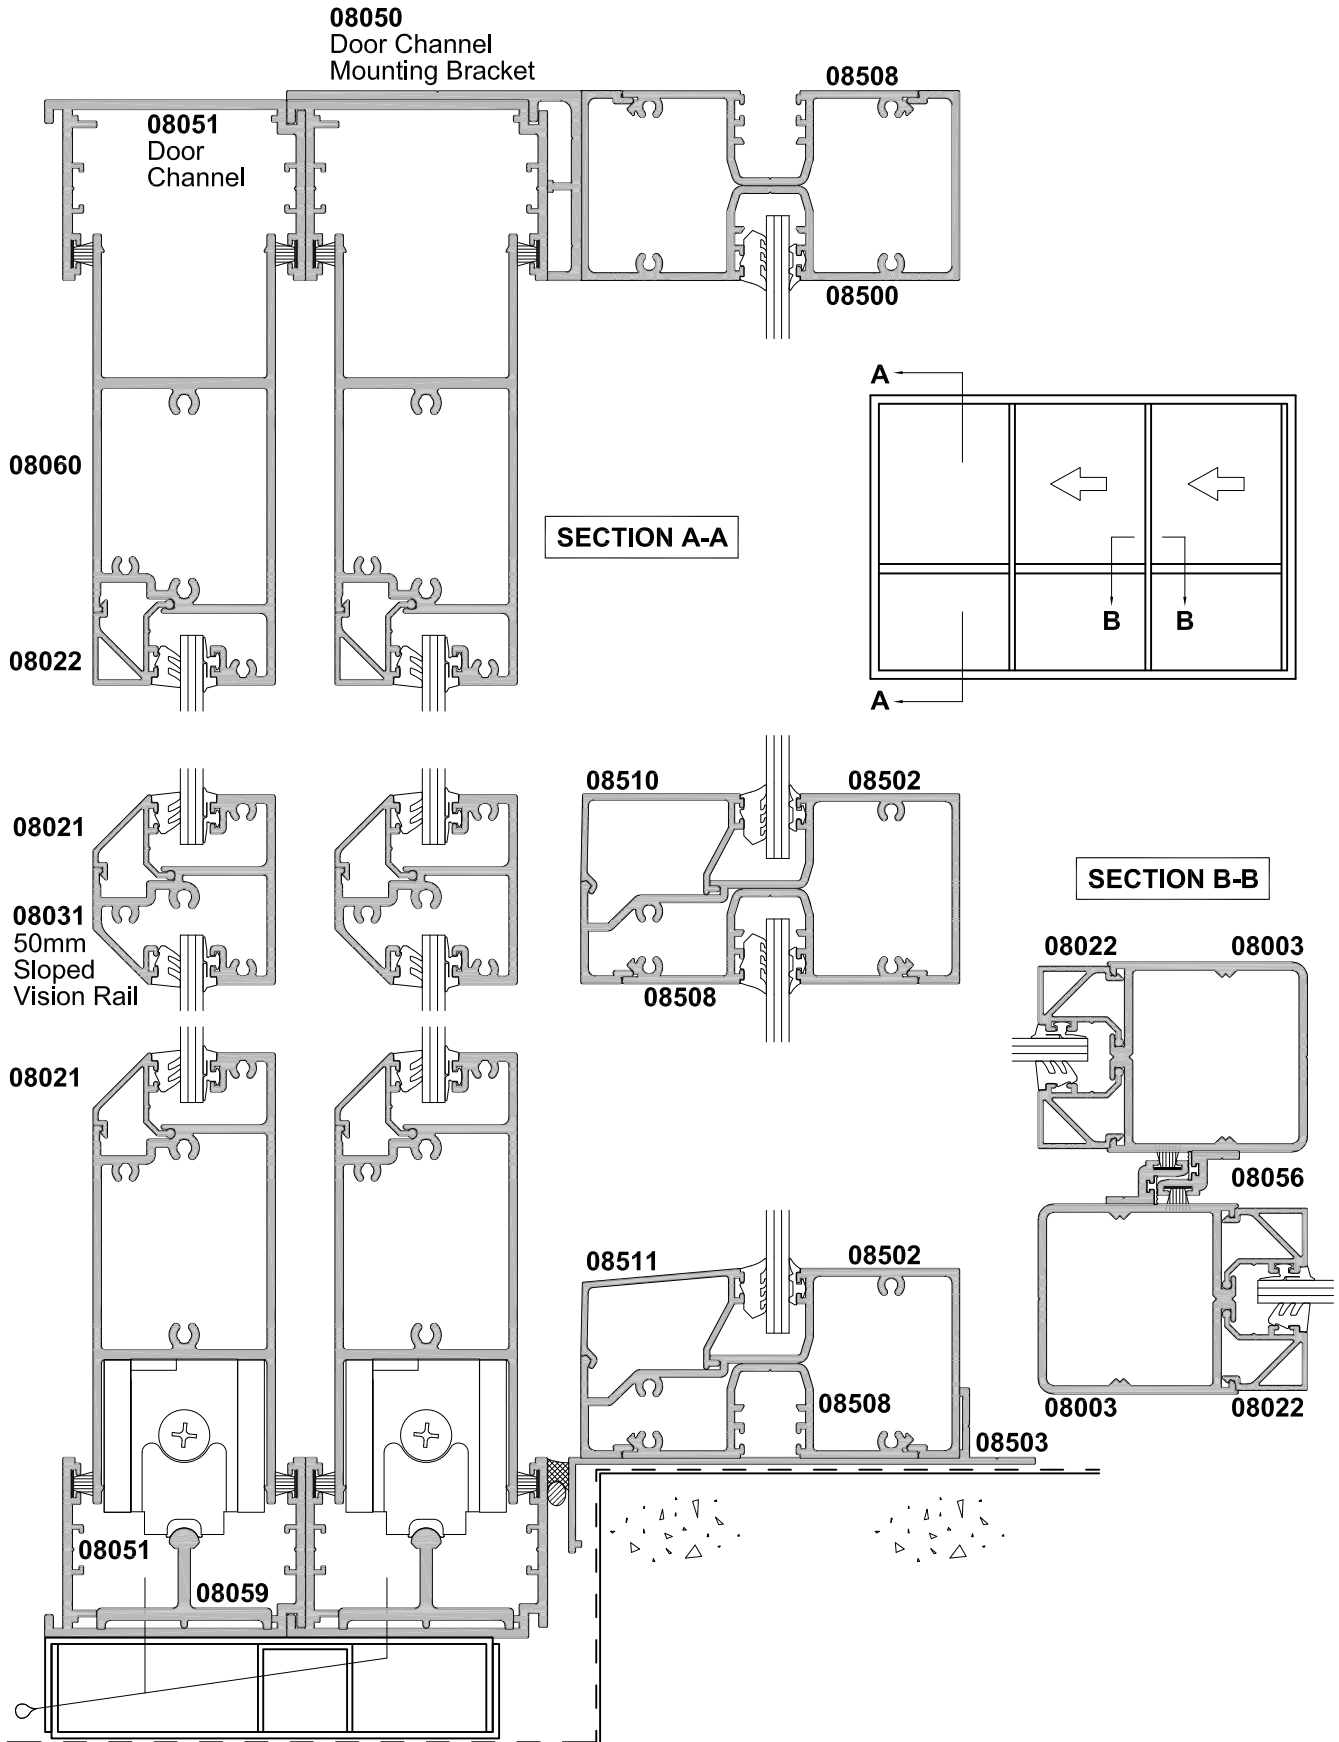 08050
Door Channel
Mounting Bracket
08508
08051
Door
Channel
08500
A
08060
SECTION A-A
B
B
08022
A
08510
08502
08021
SECTION B-B
08031
50mm
Sloped
Vision Rail
08022
08003
08508
08021
08056
08511
08502
08508
08003
08022
08503
08051
08059